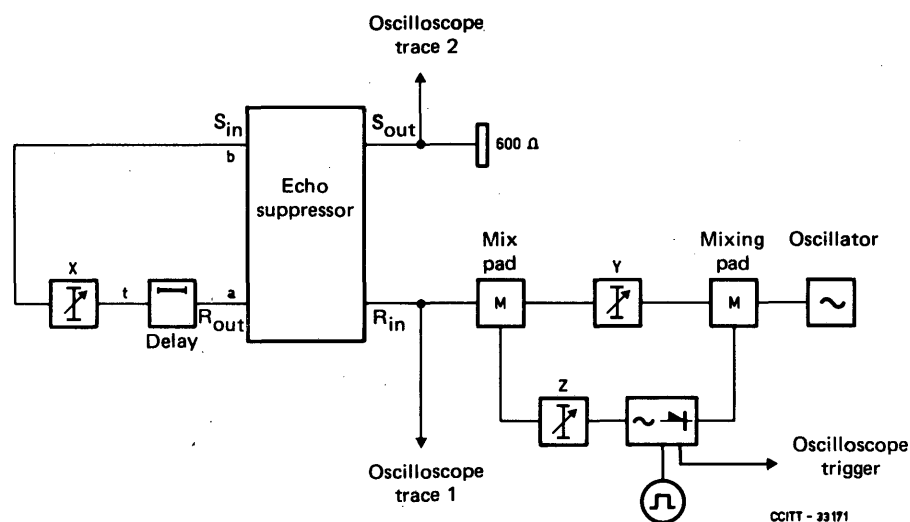 Oscilloscope
trace 2
Sin
b
Sout
600 Ω
Echo
suppressor
Mix
pad
Mixing
pad
Oscillator
X
t
a
Y
M
M
Rout
Delay
Rin
Z
Oscilloscope
trace 1
Oscilloscope
trigger
CCITT - 33171